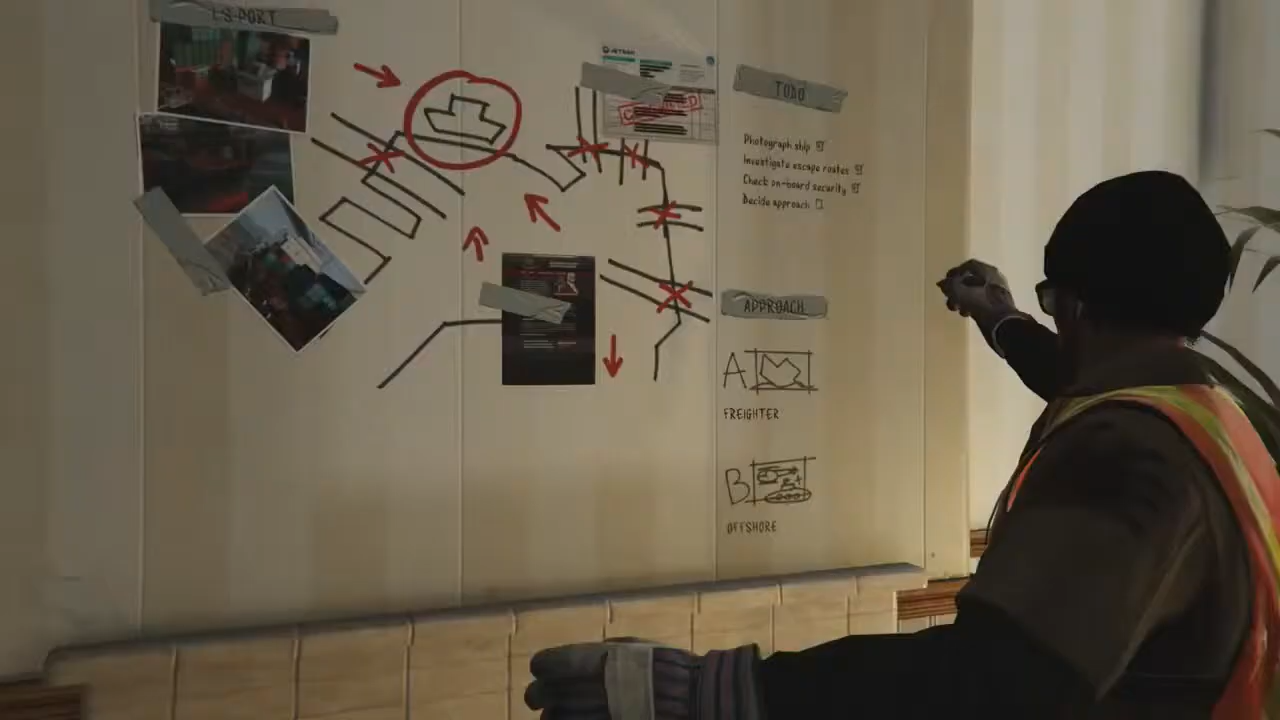 LS PORT
TODO
Photograph ship
Investigate escape routes
Check on-board security
Decide approach
APPROACH
A
FREIGHTER
B
OFFSHORE